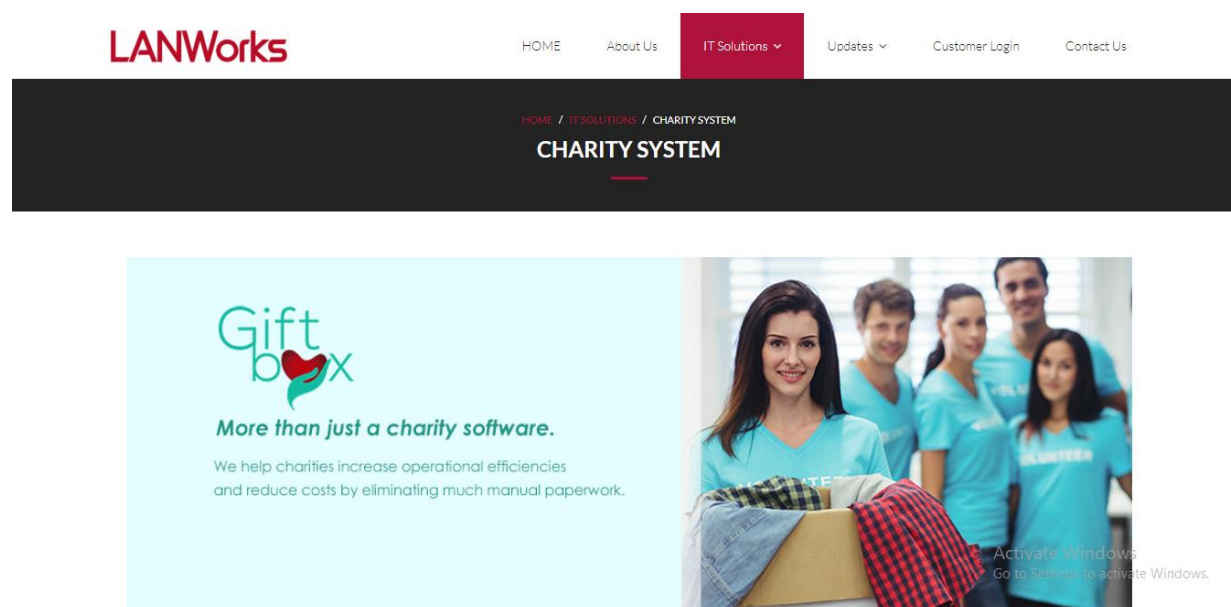 LANWorks
HOME About Us IT Solutions Updates Customer Login Contact Us
HOME / IT SOLUTIONS / CHARITY SYSTEM
CHARITY SYSTEM
Gift
box
More than just a charity software.
We help charities increase operational efficiencies
and reduce costs by eliminating much manual paperwork.
VOLUNTEER
VOLUNTEER
Activate Windows
Go to Settings to activate Windows.